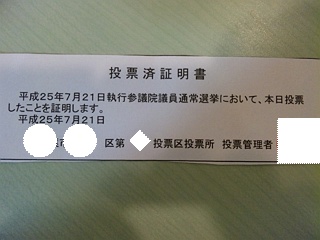 投票済証明書
平成25年7月21日執行参議院議員通常選挙において、本日投票
したことを証明します。
平成25年7月21日
区第 投票区投票所 投票管理者